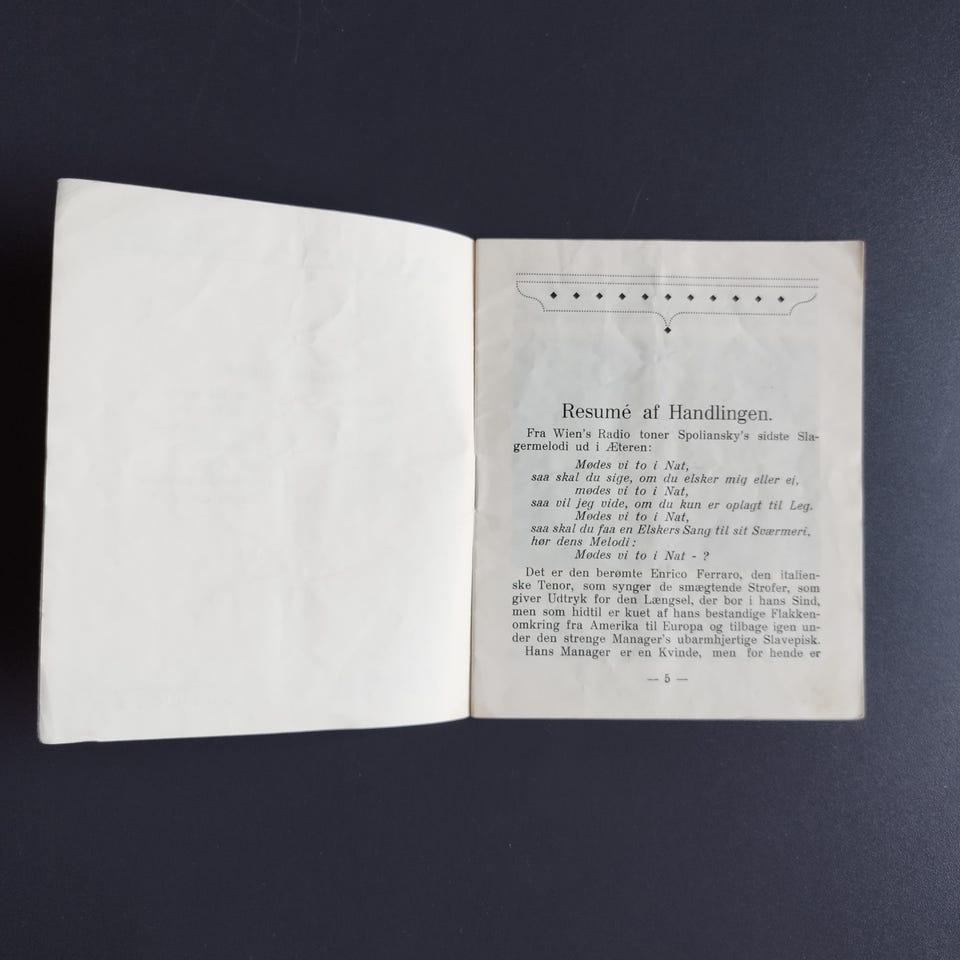 Resumé af Handlingen.
Fra Wien's Radio toner Spoliansky's sidste Sla-
germelodi ud i Æteren:
Mødes vi to i Nat,
saa skal du sige, om du elsker mig eller ej,
mødes vi to i Nat,
saa vil jeg vide, om du kun er oplagt til Leg.
Mødes vi to i Nat,
saa skal du faa en Elskers Sang til sit Sværmeri,
hør dens Melodi:
Mødes vi to i Nat - ?
Det er den berømte Enrico Ferraro, den italien-
ske Tenor, som synger de smægtende Strofer, som
giver Udtryk for den Længsel, der bor i hans Sind,
men som hidtil er kuet af hans bestandige Flakken-
omkring fra Amerika til Europa og tilbage igen un-
der den strenge Manager's ubarmhjertige Slavepisk.
Hans Manager er en Kvinde, men for hende er
— 5 —